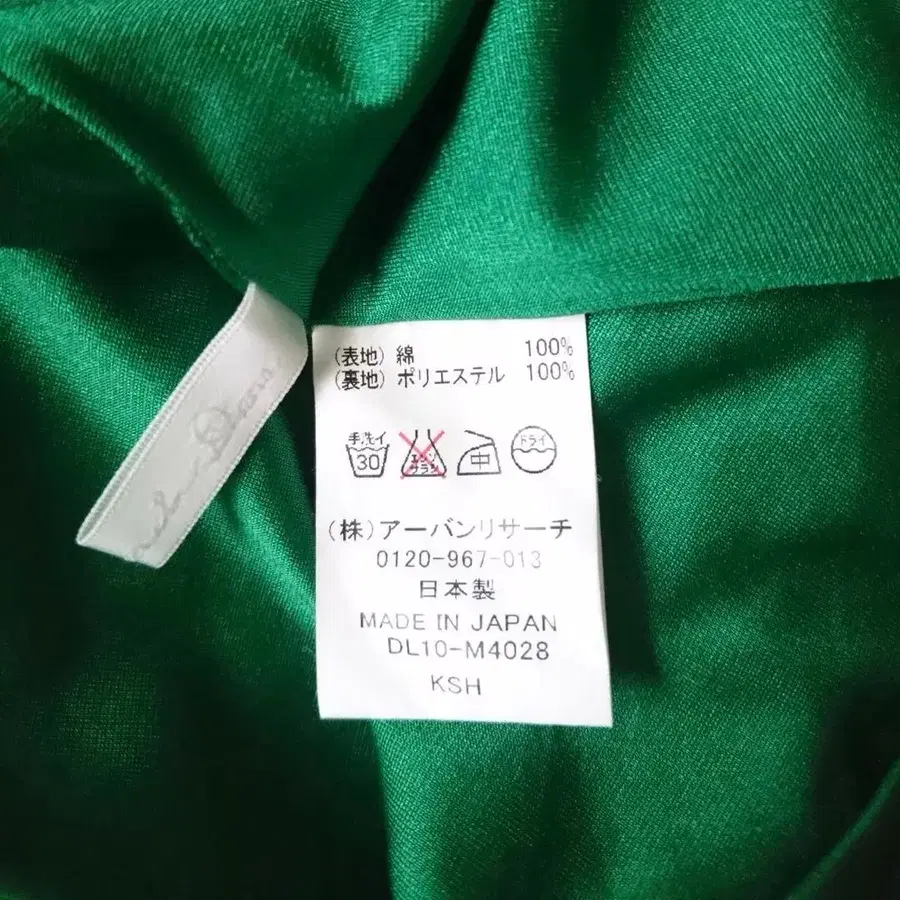 (表地) 綿 100%
(裏地) ポリエステル 100%
手洗イ
30
エンソ
フラシ
中
ドライ
(株)アーバンリサーチ
0120-967-013
日本製
MADE IN JAPAN
DL10-M4028
KSH